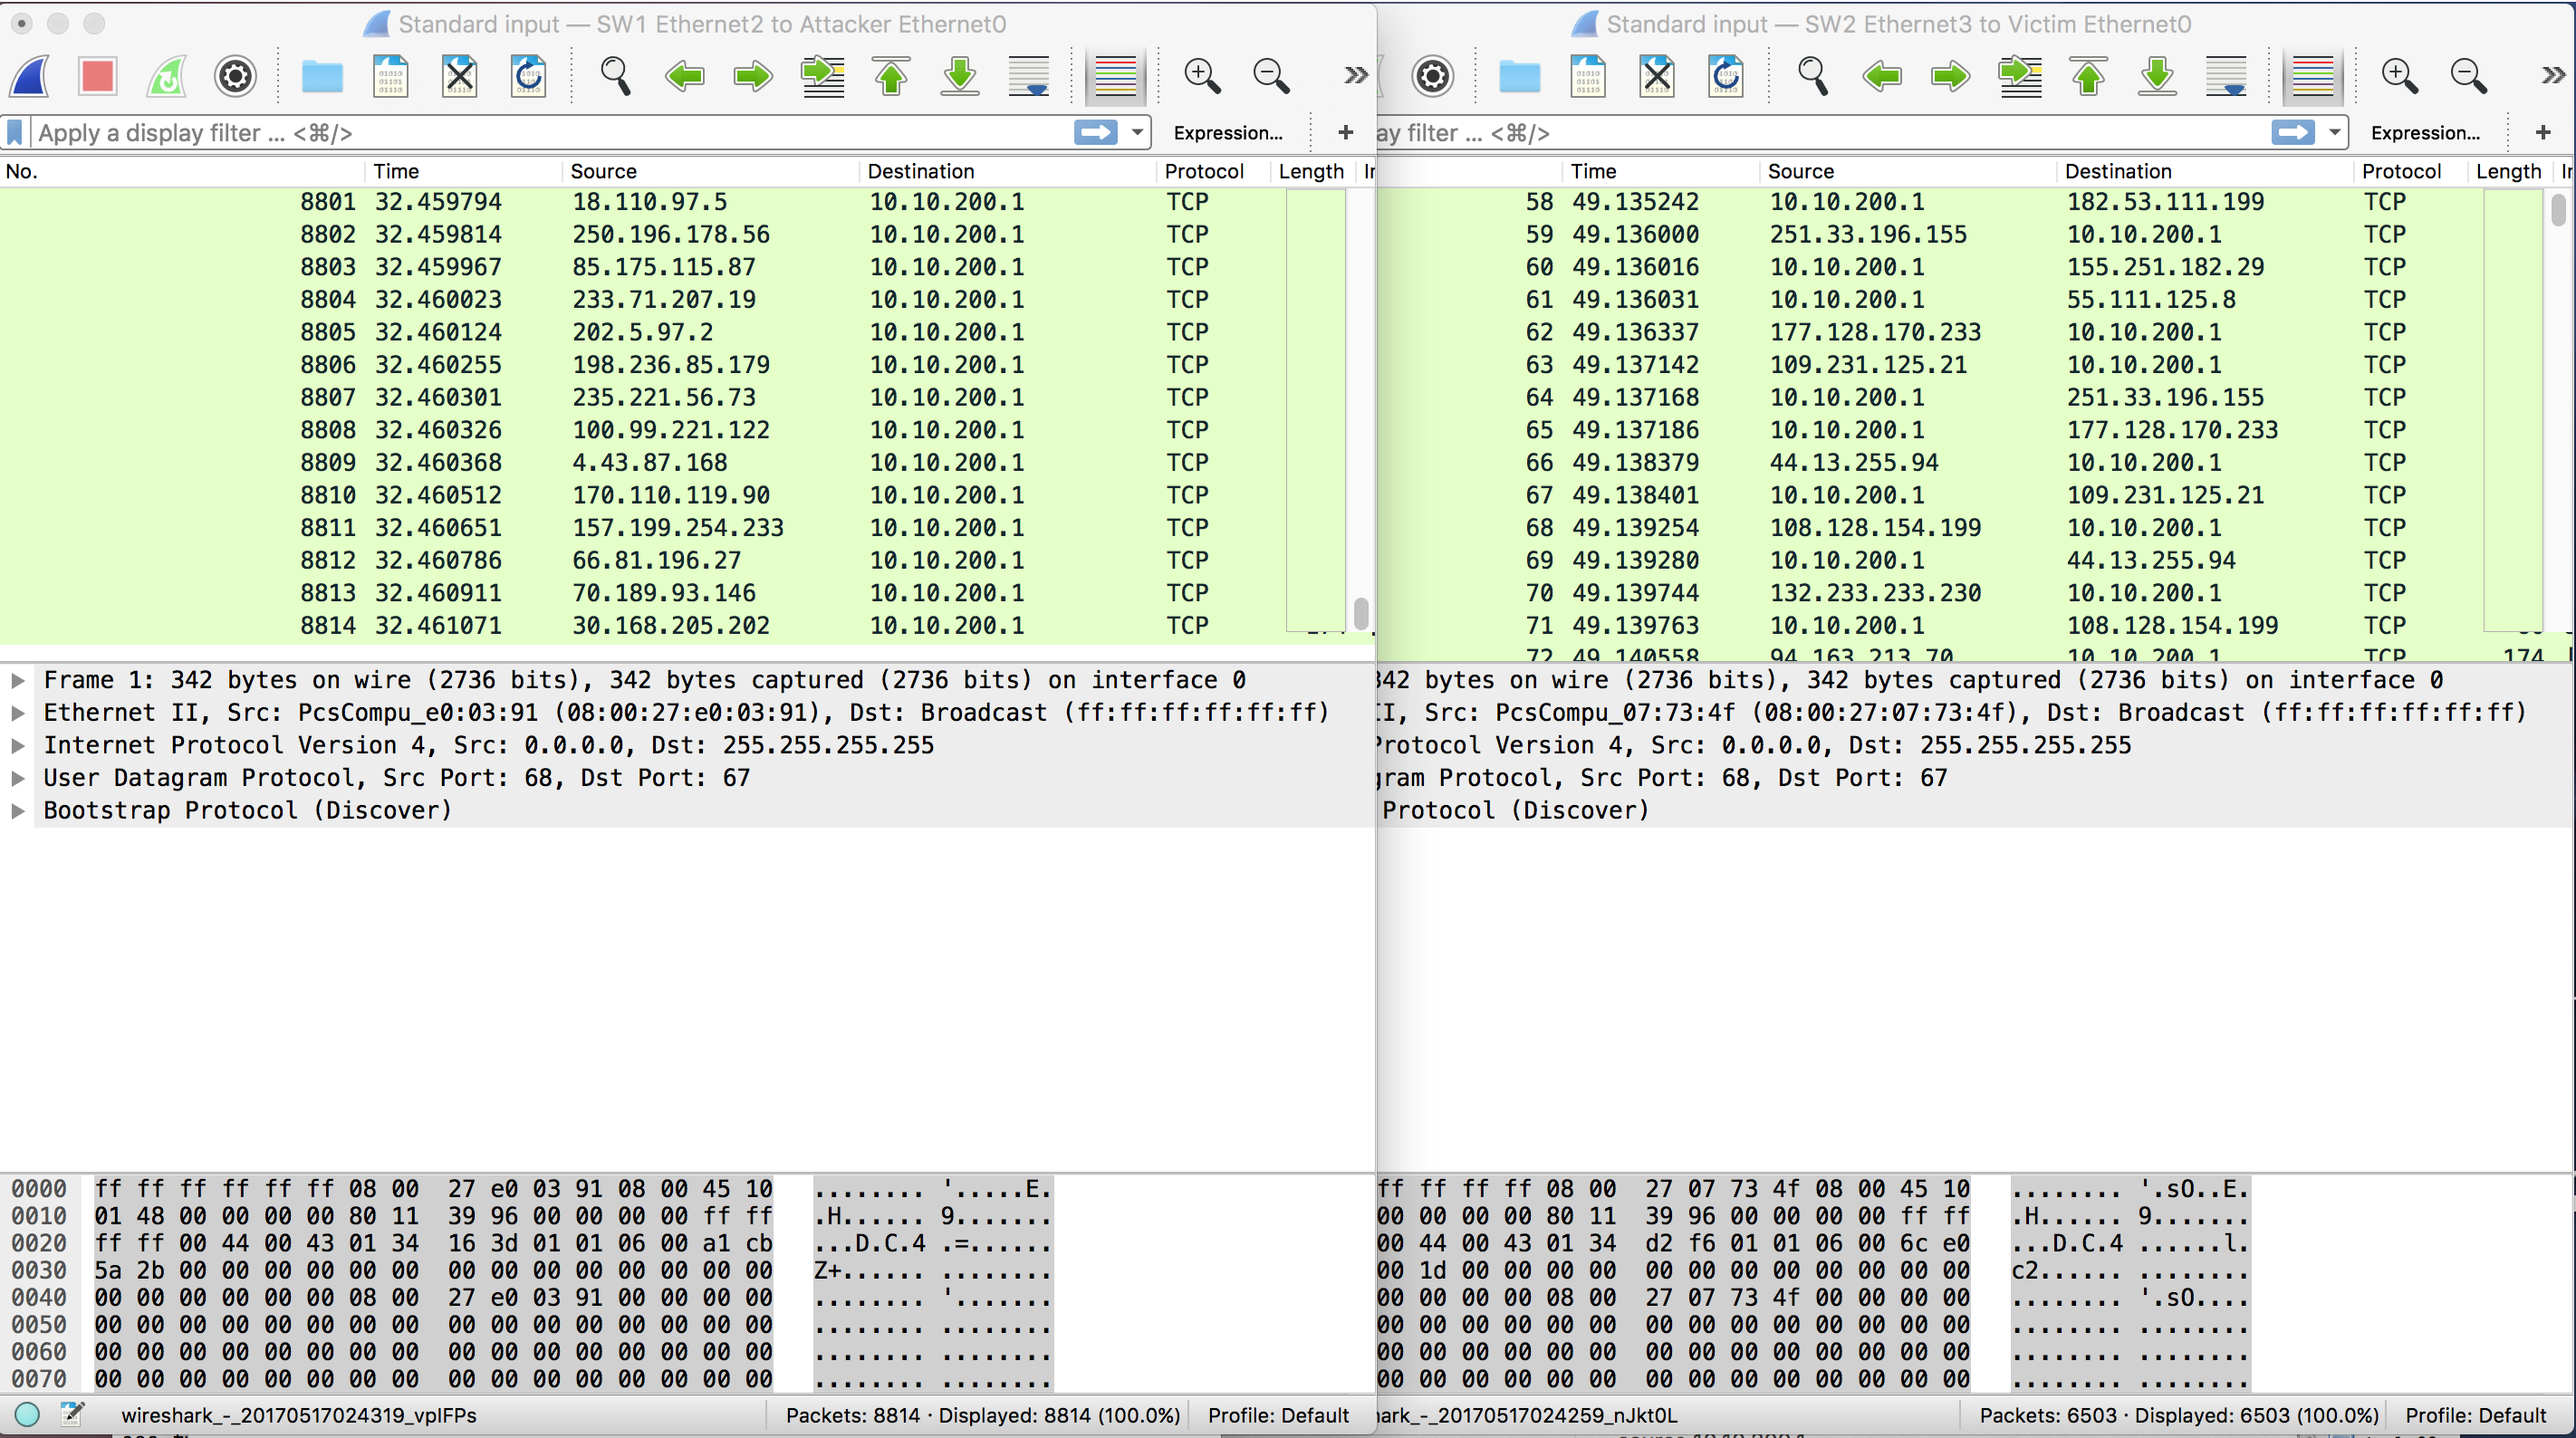 Standard input — SW1 Ethernet2 to Attacker Ethernet0
Apply a display filter ... <⌘/>
Expression...
+
No. Time Source Destination Protocol Length
8801 32.459794 18.110.97.5 10.10.200.1 TCP
8802 32.459814 250.196.178.56 10.10.200.1 TCP
8803 32.459967 85.175.115.87 10.10.200.1 TCP
8804 32.460023 233.71.207.19 10.10.200.1 TCP
8805 32.460124 202.5.97.2 10.10.200.1 TCP
8806 32.460255 198.236.85.179 10.10.200.1 TCP
8807 32.460301 235.221.56.73 10.10.200.1 TCP
8808 32.460326 100.99.221.122 10.10.200.1 TCP
8809 32.460368 4.43.87.168 10.10.200.1 TCP
8810 32.460512 170.110.119.90 10.10.200.1 TCP
8811 32.460651 157.199.254.233 10.10.200.1 TCP
8812 32.460786 66.81.196.27 10.10.200.1 TCP
8813 32.460911 70.189.93.146 10.10.200.1 TCP
8814 32.461071 30.168.205.202 10.10.200.1 TCP
Frame 1: 342 bytes on wire (2736 bits), 342 bytes captured (2736 bits) on interface 0
Ethernet II, Src: PcsCompu_e0:03:91 (08:00:27:e0:03:91), Dst: Broadcast (ff:ff:ff:ff:ff:ff)
Internet Protocol Version 4, Src: 0.0.0.0, Dst: 255.255.255.255
User Datagram Protocol, Src Port: 68, Dst Port: 67
Bootstrap Protocol (Discover)
0000 ff ff ff ff ff ff 08 00 27 e0 03 91 08 00 45 10 ........ '.....E.
0010 01 48 00 00 00 00 80 11 39 96 00 00 00 00 ff ff .H...... 9.......
0020 ff ff 00 44 00 43 01 34 16 3d 01 01 06 00 a1 cb ...D.C.4 .=......
0030 5a 2b 00 00 00 00 00 00 00 00 00 00 00 00 00 00 Z+...... ........
0040 00 00 00 00 00 00 08 00 27 e0 03 91 00 00 00 00 ........ '.......
0050 00 00 00 00 00 00 00 00 00 00 00 00 00 00 00 00 ........ ........
0060 00 00 00 00 00 00 00 00 00 00 00 00 00 00 00 00 ........ ........
0070 00 00 00 00 00 00 00 00 00 00 00 00 00 00 00 00 ........ ........
wireshark_-_20170517024319_vpIFPs Packets: 8814 · Displayed: 8814 (100.0%) Profile: Default
Standard input — SW2 Ethernet3 to Victim Ethernet0
ay filter ... <⌘/>
Expression...
+
Time Source Destination Protocol Length
58 49.135242 10.10.200.1 182.53.111.199 TCP
59 49.136000 251.33.196.155 10.10.200.1 TCP
60 49.136016 10.10.200.1 155.251.182.29 TCP
61 49.136031 10.10.200.1 55.111.125.8 TCP
62 49.136337 177.128.170.233 10.10.200.1 TCP
63 49.137142 109.231.125.21 10.10.200.1 TCP
64 49.137168 10.10.200.1 251.33.196.155 TCP
65 49.137186 10.10.200.1 177.128.170.233 TCP
66 49.138379 44.13.255.94 10.10.200.1 TCP
67 49.138401 10.10.200.1 109.231.125.21 TCP
68 49.139254 108.128.154.199 10.10.200.1 TCP
69 49.139280 10.10.200.1 44.13.255.94 TCP
70 49.139744 132.233.233.230 10.10.200.1 TCP
71 49.139763 10.10.200.1 108.128.154.199 TCP
72 49.140558 94.163.213.70 10.10.200.1 TCP 174
342 bytes on wire (2736 bits), 342 bytes captured (2736 bits) on interface 0
II, Src: PcsCompu_07:73:4f (08:00:27:07:73:4f), Dst: Broadcast (ff:ff:ff:ff:ff:ff)
Protocol Version 4, Src: 0.0.0.0, Dst: 255.255.255.255
gram Protocol, Src Port: 68, Dst Port: 67
Protocol (Discover)
ff ff ff ff 08 00 27 07 73 4f 08 00 45 10 ........ '.sO..E.
00 00 00 00 80 11 39 96 00 00 00 00 ff ff .H...... 9.......
00 44 00 43 01 34 d2 f6 01 01 06 00 6c e0 ...D.C.4 ......l.
00 1d 00 00 00 00 00 00 00 00 00 00 00 00 c2...... ........
00 00 00 00 08 00 27 07 73 4f 00 00 00 00 ........ '.sO....
00 00 00 00 00 00 00 00 00 00 00 00 00 00 ........ ........
00 00 00 00 00 00 00 00 00 00 00 00 00 00 ........ ........
00 00 00 00 00 00 00 00 00 00 00 00 00 00 ........ ........
ark_-_20170517024259_nJkt0L Packets: 6503 · Displayed: 6503 (100.0%) Profile: Default